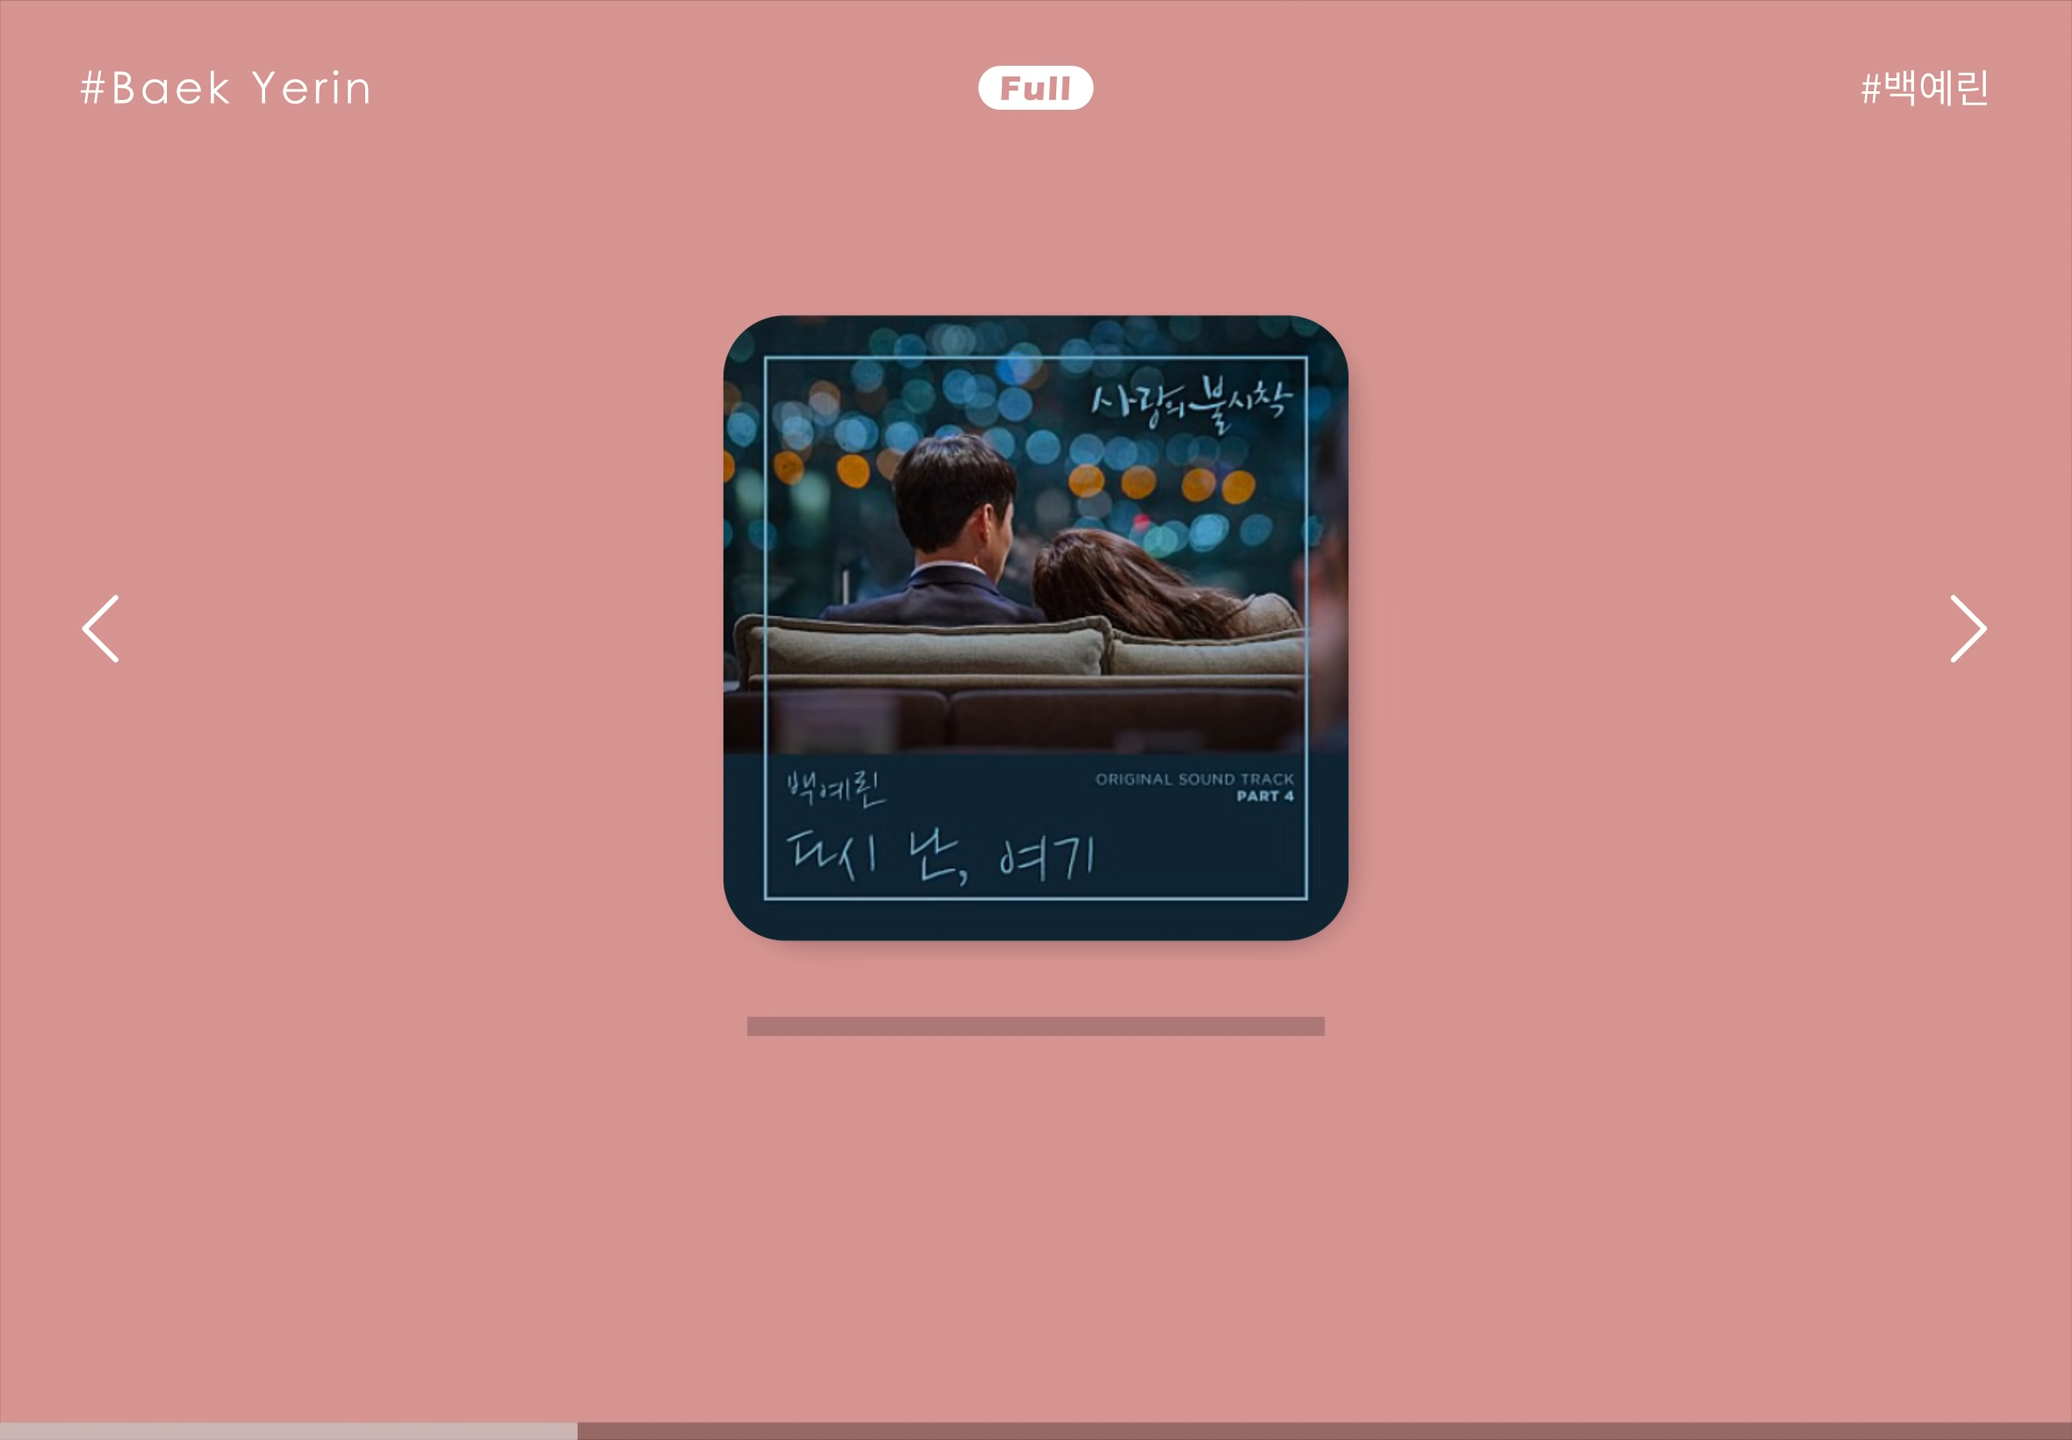 #Baek Yerin
Full
#백예린
사랑의 불시착
백예린
ORIGINAL SOUND TRACK
PART 4
다시 난, 여기